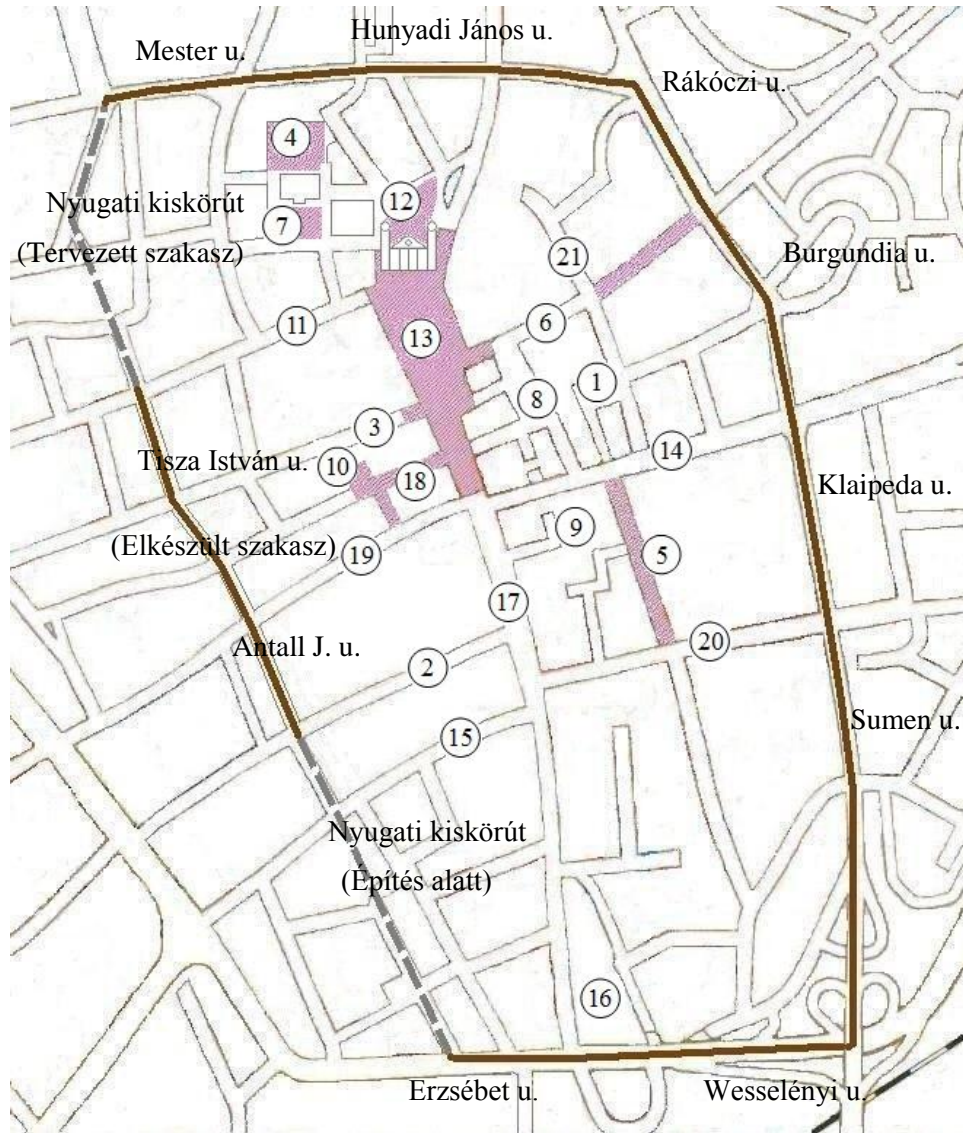 Hunyadi János u.
Mester u.
Rákóczi u.
4
12
Nyugati kiskörút
7
(Tervezett szakasz)
Burgundia u.
21
11
13
6
1
8
3
14
Tisza István u.
10
18
Klaipeda u.
9
(Elkészült szakasz)
19
5
17
Antall J. u.
20
2
Sumen u.
15
Nyugati kiskörút
(Építés alatt)
16
Erzsébet u.
Wesselényi u.